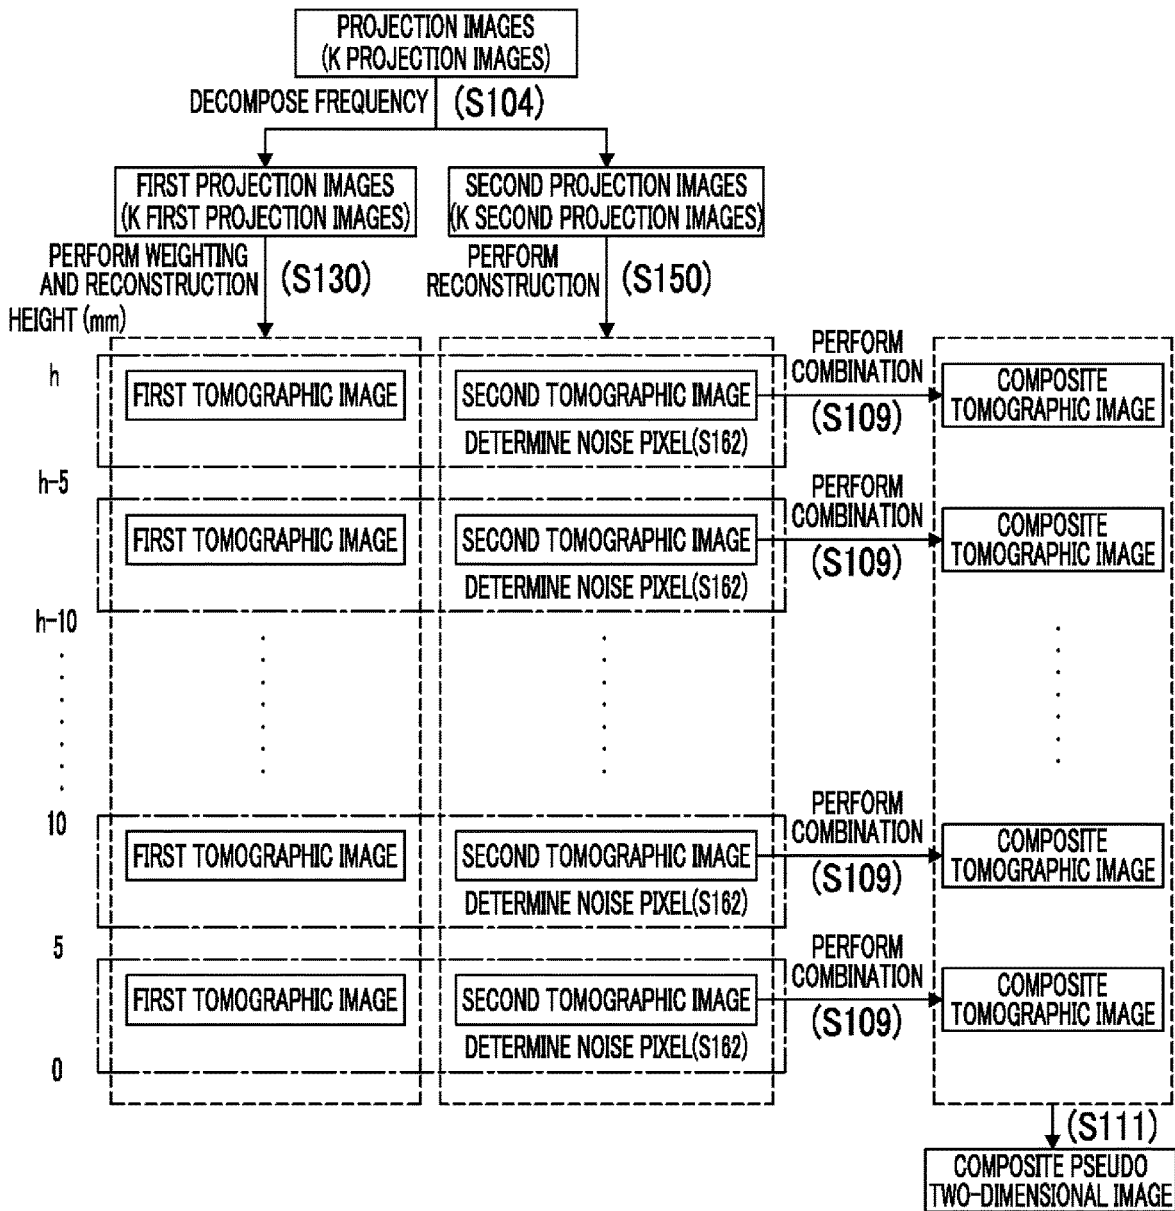 PROJECTION IMAGES
(K PROJECTION IMAGES)
DECOMPOSE FREQUENCY
(S104)
FIRST PROJECTION IMAGES
(K FIRST PROJECTION IMAGES)
SECOND PROJECTION IMAGES
(K SECOND PROJECTION IMAGES)
PERFORM WEIGHTING
AND RECONSTRUCTION
(S130)
PERFORM
RECONSTRUCTION
(S150)
HEIGHT (mm)
h
FIRST TOMOGRAPHIC IMAGE
SECOND TOMOGRAPHIC IMAGE
DETERMINE NOISE PIXEL(S162)
PERFORM
COMBINATION
(S109)
COMPOSITE
TOMOGRAPHIC IMAGE
h-5
FIRST TOMOGRAPHIC IMAGE
SECOND TOMOGRAPHIC IMAGE
DETERMINE NOISE PIXEL(S162)
PERFORM
COMBINATION
(S109)
COMPOSITE
TOMOGRAPHIC IMAGE
h-10
10
FIRST TOMOGRAPHIC IMAGE
SECOND TOMOGRAPHIC IMAGE
DETERMINE NOISE PIXEL(S162)
PERFORM
COMBINATION
(S109)
COMPOSITE
TOMOGRAPHIC IMAGE
5
FIRST TOMOGRAPHIC IMAGE
SECOND TOMOGRAPHIC IMAGE
DETERMINE NOISE PIXEL(S162)
PERFORM
COMBINATION
(S109)
COMPOSITE
TOMOGRAPHIC IMAGE
0
(S111)
COMPOSITE PSEUDO
TWO-DIMENSIONAL IMAGE